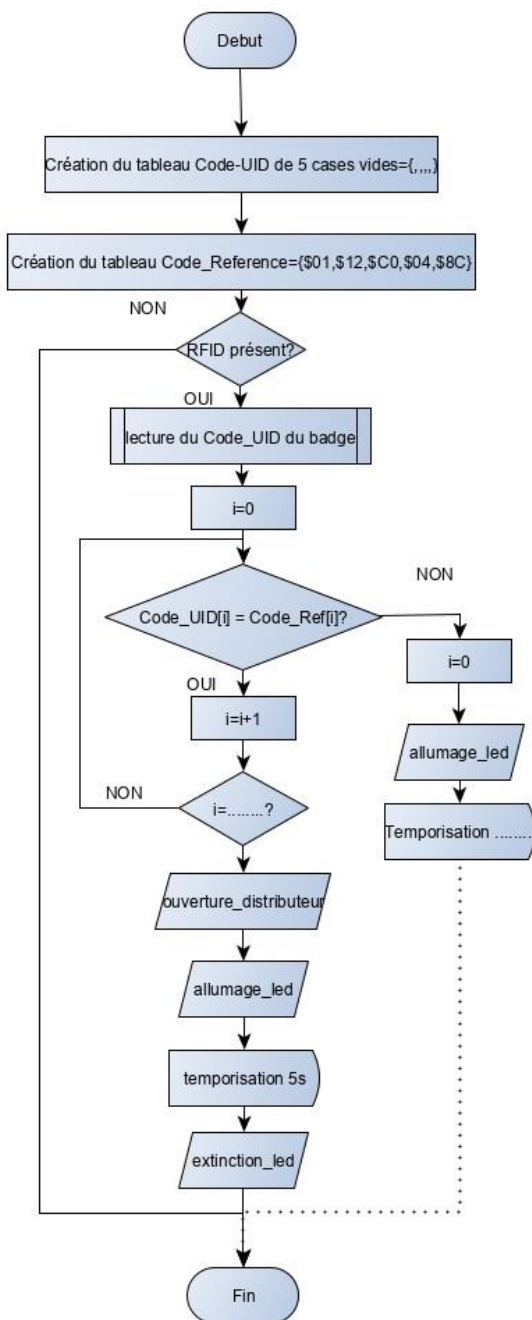 Debut
Création du tableau Code-UID de 5 cases vides={,,,,}
Création du tableau Code_Reference={$01,$12,$C0,$04,$8C}
NON
RFID présent?
OUI
lecture du Code_UID du badge
i=0
Code_UID[i] = Code_Ref[i]?
NON
i=0
allumage_led
Temporisation .........
OUI
i=i+1
NON
i=........?
ouverture_distributeur
allumage_led
temporisation 5s
extinction_led
Fin